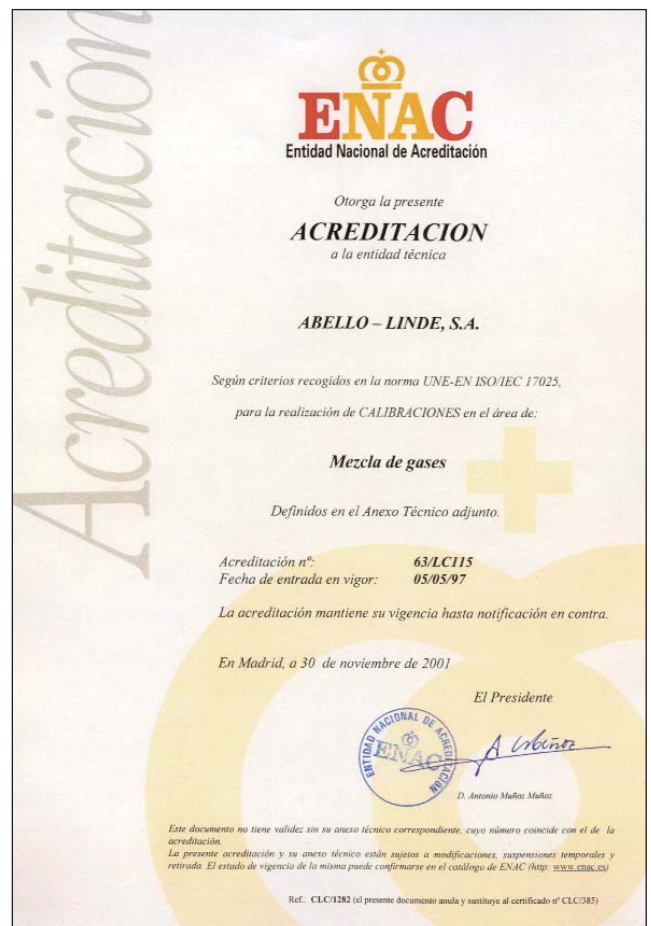 Acreditación
ENAC
Entidad Nacional de Acreditación
Otorga la presente
ACREDITACION
a la entidad técnica
ABELLO – LINDE, S.A.
Según criterios recogidos en la norma UNE-EN ISO/IEC 17025,
para la realización de CALIBRACIONES en el área de:
Mezcla de gases
Definidos en el Anexo Técnico adjunto.
Acreditación nº: 63/LC115
Fecha de entrada en vigor: 05/05/97
La acreditación mantiene su vigencia hasta notificación en contra.
En Madrid, a 30 de noviembre de 2001
El Presidente
ENTIDAD NACIONAL DE ACREDITACIÓN
ENAC
D. Antonio Muñoz Muñoz
Este documento no tiene validez sin su anexo técnico correspondiente, cuyo número coincide con el de la
acreditación.
La presente acreditación y su anexo técnico están sujetos a modificaciones, suspensiones temporales y
retirada. El estado de vigencia de la misma puede confirmarse en el catálogo de ENAC (http: www.enac.es)
Ref.: CLC/1282 (el presente documento anula y sustituye al certificado nº CLC/385)